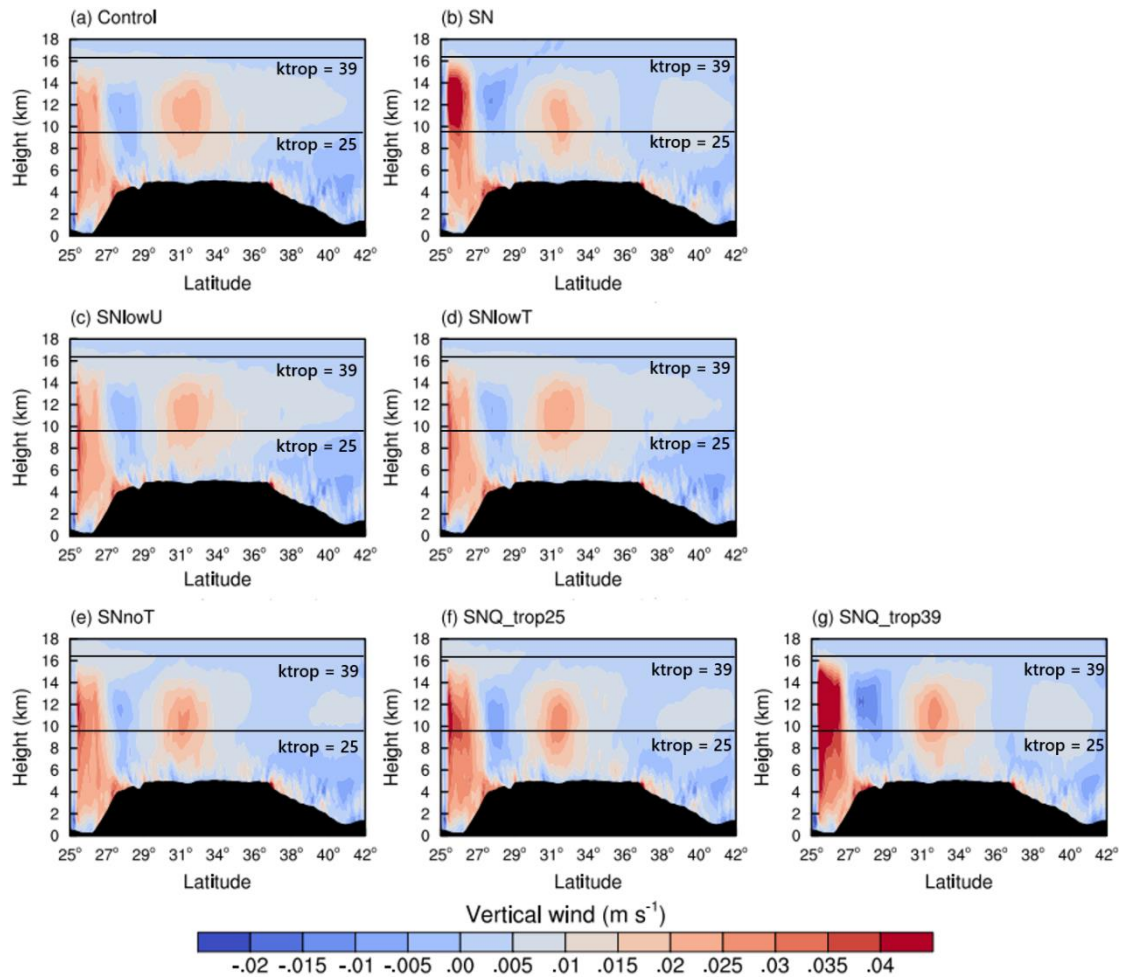 (a) Control
(b) SN
18
16
14
12
10
8
6
4
2
0
Height (km)
ktrop = 39
ktrop = 25
25° 27° 29° 31° 34° 36° 38° 40° 42°
Latitude
18
16
14
12
10
8
6
4
2
0
Height (km)
ktrop = 39
ktrop = 25
25° 27° 29° 31° 34° 36° 38° 40° 42°
Latitude
(c) SNlowU
(d) SNlowT
18
16
14
12
10
8
6
4
2
0
Height (km)
ktrop = 39
ktrop = 25
25° 27° 29° 31° 34° 36° 38° 40° 42°
Latitude
18
16
14
12
10
8
6
4
2
0
Height (km)
ktrop = 39
ktrop = 25
25° 27° 29° 31° 34° 36° 38° 40° 42°
Latitude
(e) SNnoT
(f) SNQ_trop25
(g) SNQ_trop39
18
16
14
12
10
8
6
4
2
0
Height (km)
ktrop = 39
ktrop = 25
25° 27° 29° 31° 34° 36° 38° 40° 42°
Latitude
18
16
14
12
10
8
6
4
2
0
Height (km)
ktrop = 39
ktrop = 25
25° 27° 29° 31° 34° 36° 38° 40° 42°
Latitude
18
16
14
12
10
8
6
4
2
0
Height (km)
ktrop = 39
ktrop = 25
25° 27° 29° 31° 34° 36° 38° 40° 42°
Latitude
Vertical wind (m s⁻¹)
-.02 -.015 -.01 -.005 .00 .005 .01 .015 .02 .025 .03 .035 .04